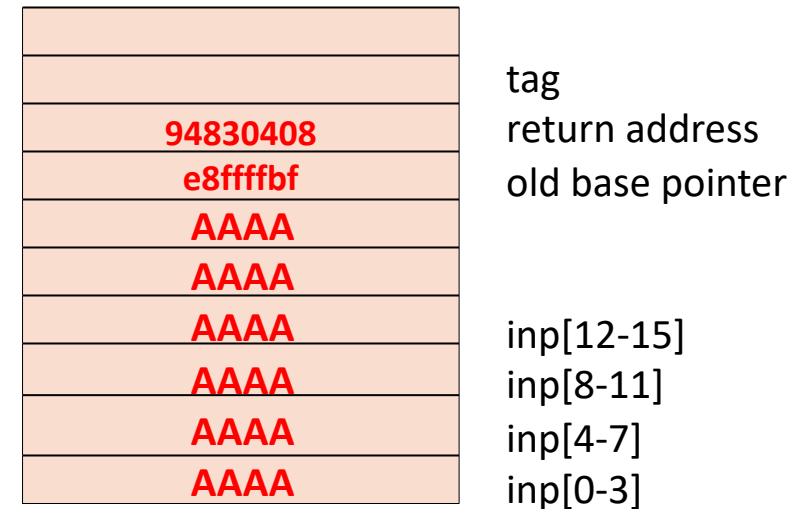 tag
94830408 return address
e8ffffbf old base pointer
AAAA
AAAA
AAAA inp[12-15]
AAAA inp[8-11]
AAAA inp[4-7]
AAAA inp[0-3]